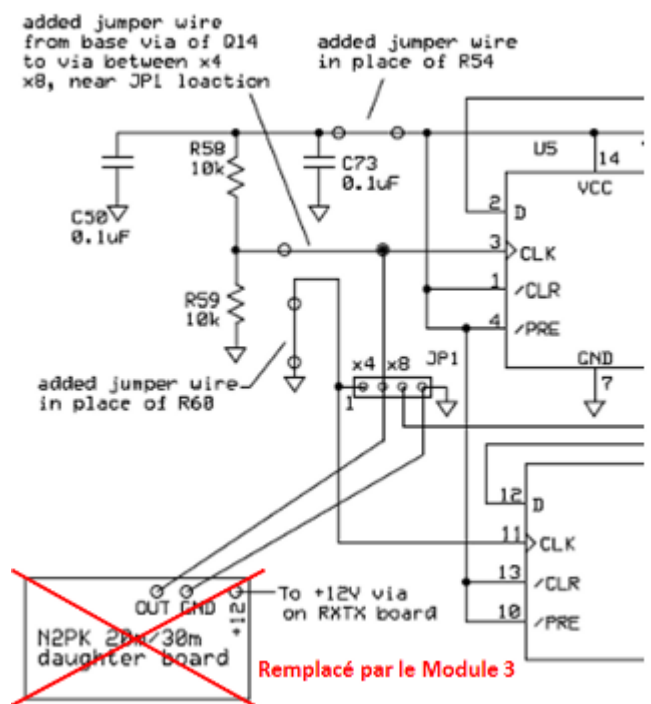 added jumper wire
from base via of Q14
to via between x4
x8, near JP1 loaction
added jumper wire
in place of R54
R58
10k
C73
0.1uF
C50
0.1uF
U5
14
VCC
2
D
3
CLK
1
/CLR
4
/PRE
GND
7
R59
10k
x4 x8
JP1
1
added jumper wire
in place of R60
12
D
11
CLK
13
/CLR
10
/PRE
OUT GND
+12
To +12V via
on RXTX board
N2PK 20m/30m
daughter board
Remplacé par le Module 3